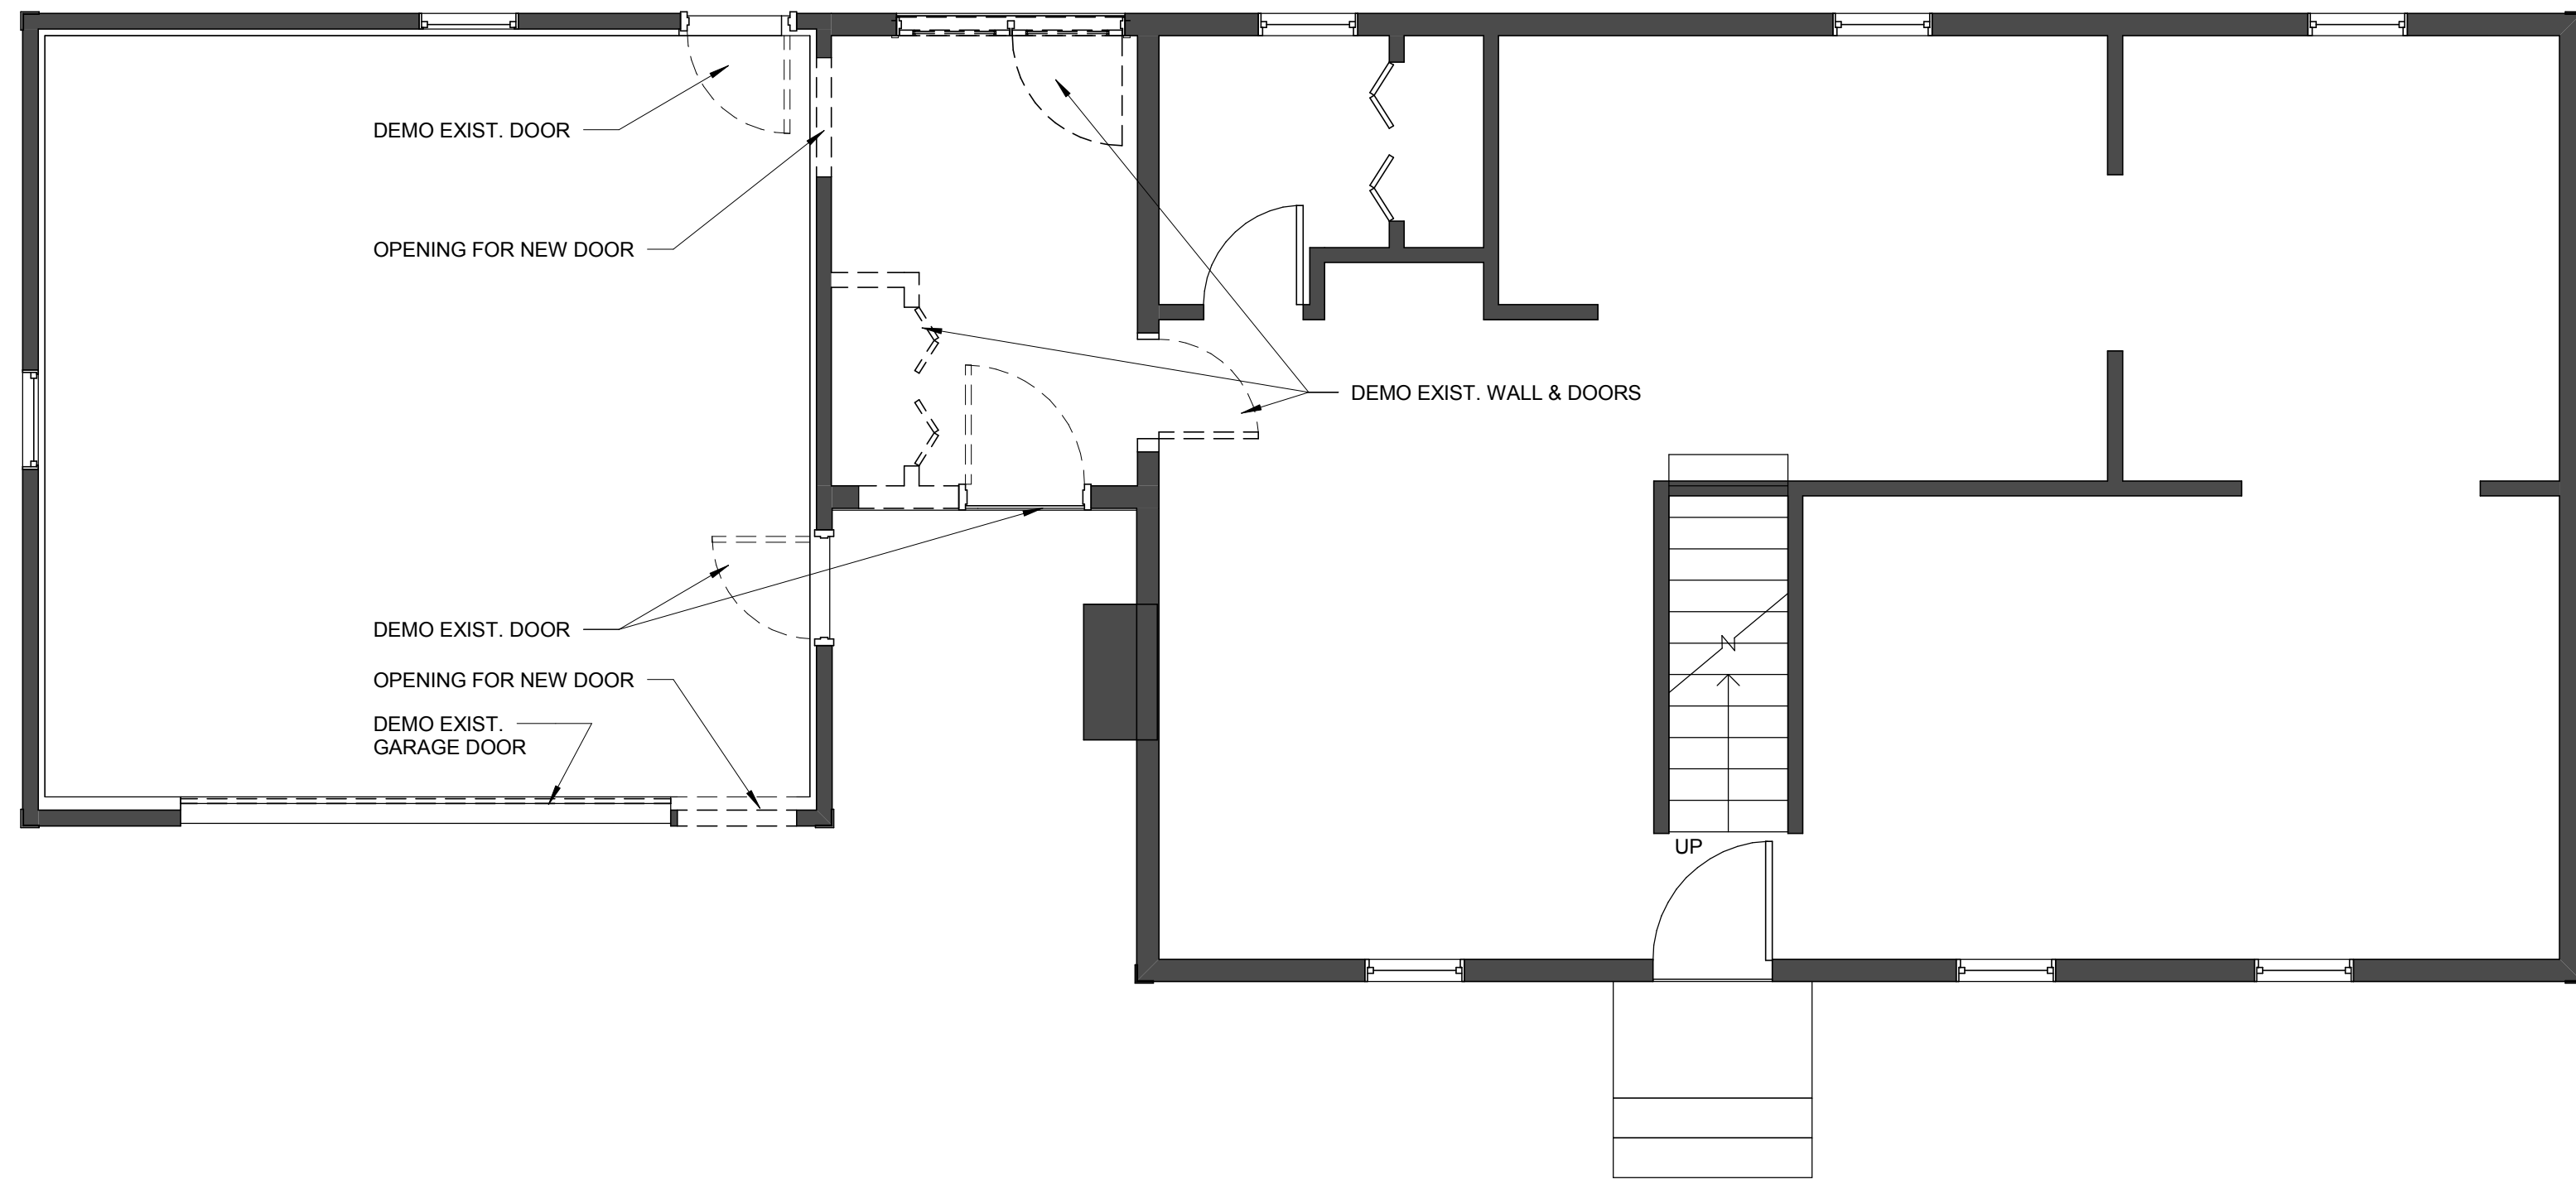 DEMO EXIST. DOOR
OPENING FOR NEW DOOR
DEMO EXIST. WALL & DOORS
DEMO EXIST. DOOR
OPENING FOR NEW DOOR
DEMO EXIST.
GARAGE DOOR
UP